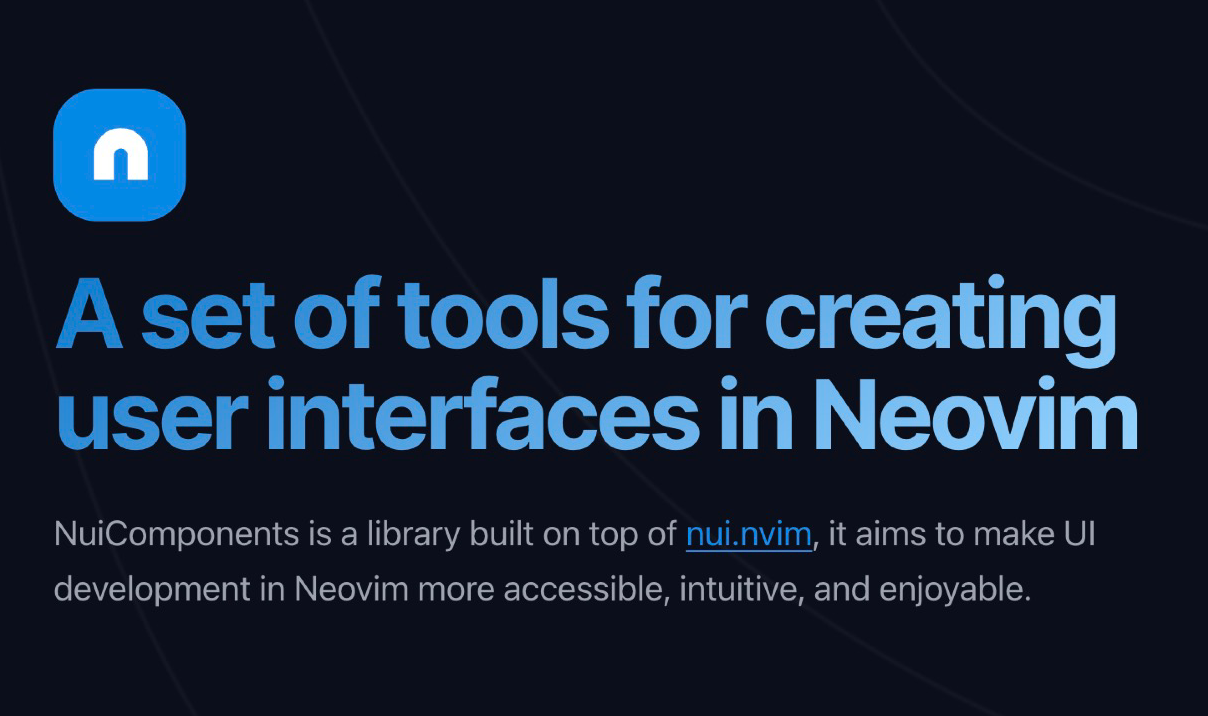 A set of tools for creating
user interfaces in Neovim
NuiComponents is a library built on top of nui.nvim, it aims to make UI
development in Neovim more accessible, intuitive, and enjoyable.